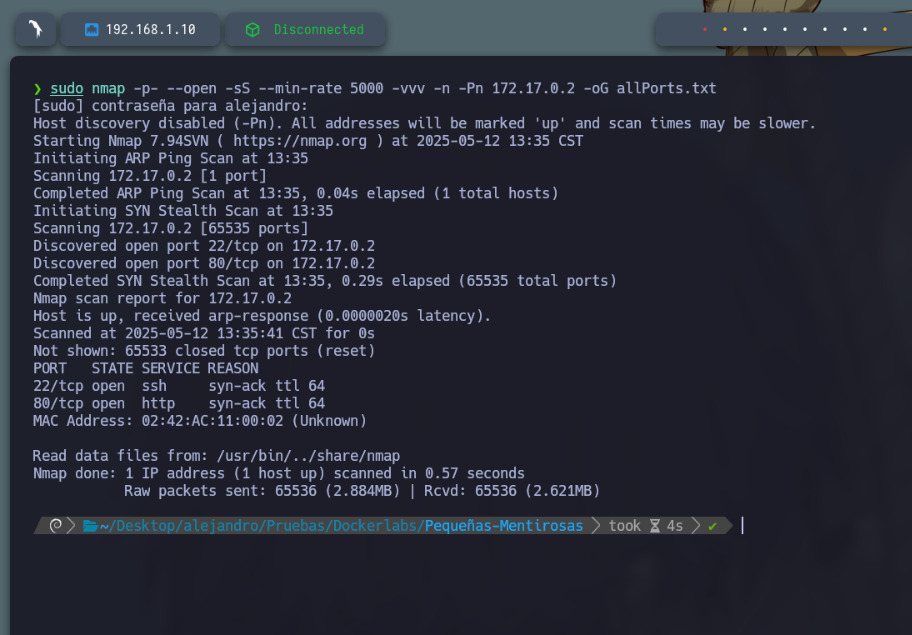 192.168.1.10
Disconnected
❯ sudo nmap -p- --open -sS --min-rate 5000 -vvv -n -Pn 172.17.0.2 -oG allPorts.txt
[sudo] contraseña para alejandro:
Host discovery disabled (-Pn). All addresses will be marked 'up' and scan times may be slower.
Starting Nmap 7.94SVN ( https://nmap.org ) at 2025-05-12 13:35 CST
Initiating ARP Ping Scan at 13:35
Scanning 172.17.0.2 [1 port]
Completed ARP Ping Scan at 13:35, 0.04s elapsed (1 total hosts)
Initiating SYN Stealth Scan at 13:35
Scanning 172.17.0.2 [65535 ports]
Discovered open port 22/tcp on 172.17.0.2
Discovered open port 80/tcp on 172.17.0.2
Completed SYN Stealth Scan at 13:35, 0.29s elapsed (65535 total ports)
Nmap scan report for 172.17.0.2
Host is up, received arp-response (0.0000020s latency).
Scanned at 2025-05-12 13:35:41 CST for 0s
Not shown: 65533 closed tcp ports (reset)
PORT   STATE SERVICE REASON
22/tcp open  ssh     syn-ack ttl 64
80/tcp open  http    syn-ack ttl 64
MAC Address: 02:42:AC:11:00:02 (Unknown)
Read data files from: /usr/bin/../share/nmap
Nmap done: 1 IP address (1 host up) scanned in 0.57 seconds
Raw packets sent: 65536 (2.884MB) | Rcvd: 65536 (2.621MB)
~/Desktop/alejandro/Pruebas/Dockerlabs/Pequeñas-Mentirosas took 4s ✔